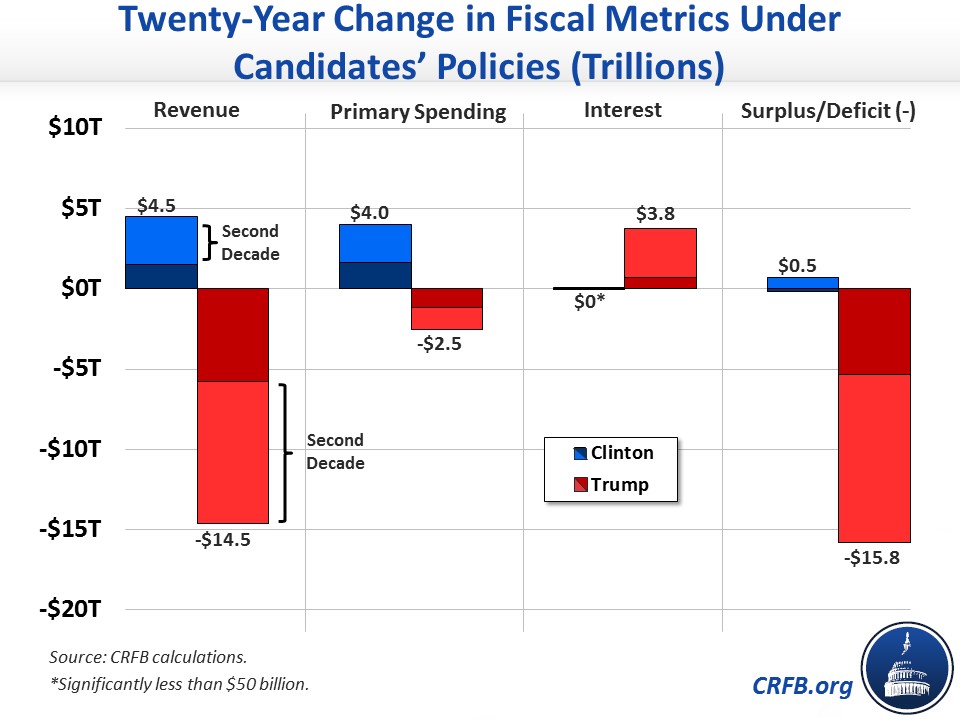 Twenty-Year Change in Fiscal Metrics Under
Candidates’ Policies (Trillions)
Revenue
Primary Spending
Interest
Surplus/Deficit (-)
$10T
$5T
$0T
-$5T
-$10T
-$15T
-$20T
$4.5
Second
Decade
-$14.5
Second
Decade
$4.0
-$2.5
$0*
$3.8
$0.5
-$15.8
Clinton
Trump
Source: CRFB calculations.
*Significantly less than $50 billion.
CRFB.org